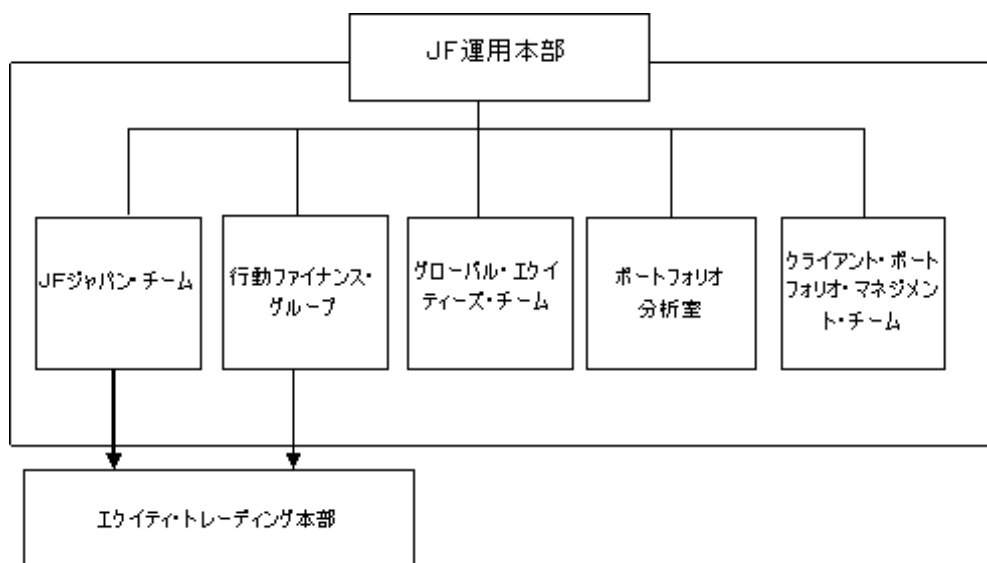 JF運用本部
JFジャパン・チーム
行動ファイナンス・
グループ
グローバル・エクイ
ティーズ・チーム
ポートフォリオ
分析室
クライアント・ポート
フォリオ・マネジメン
ト・チーム
エクイティ・トレーディング本部